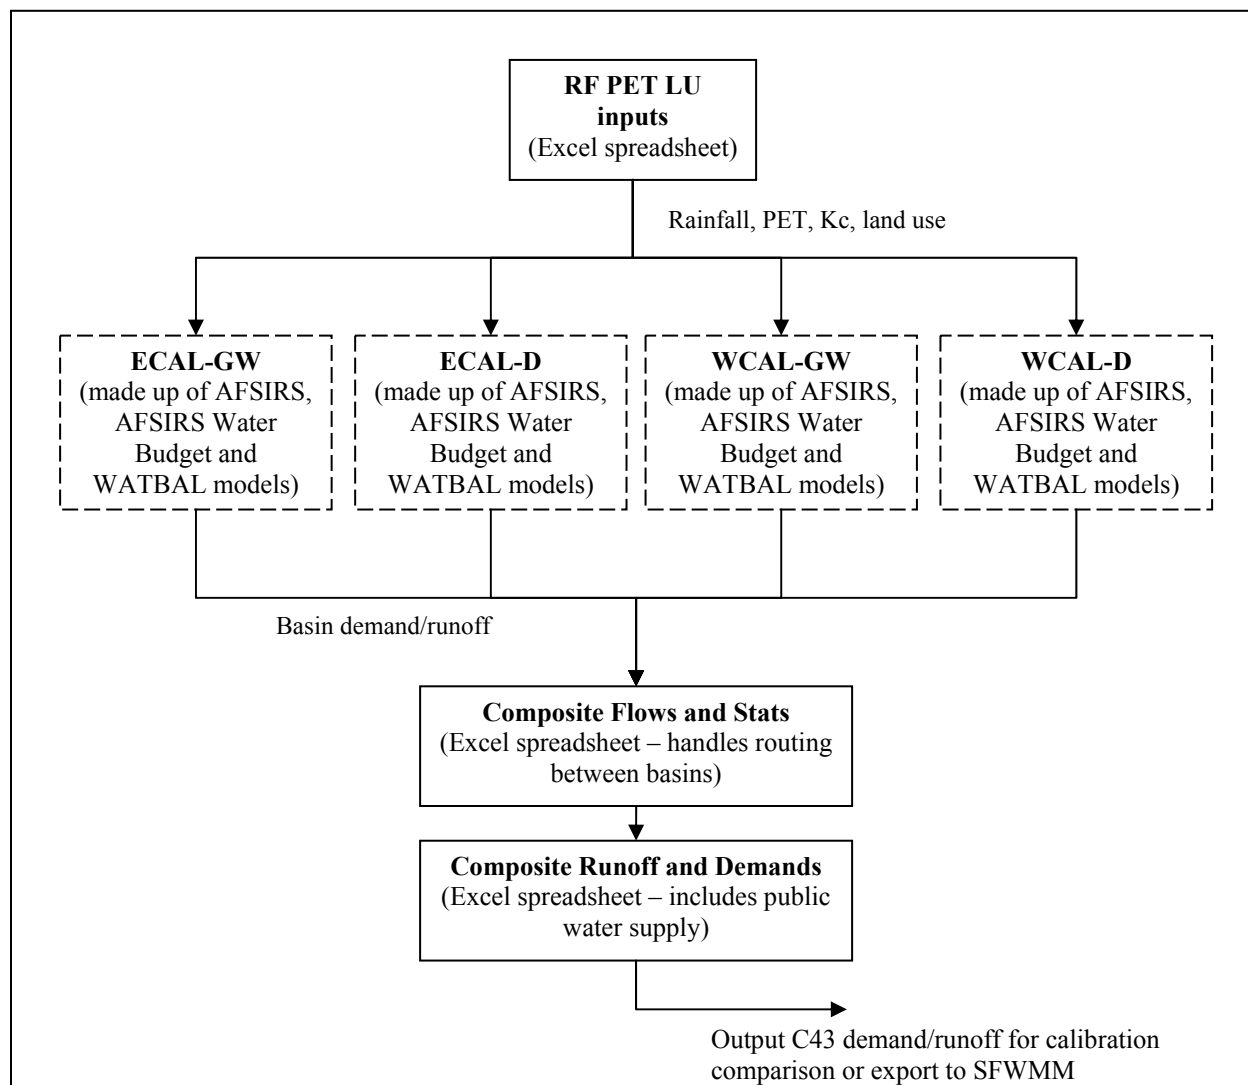 RF PET LU
inputs
(Excel spreadsheet)
Rainfall, PET, Kc, land use
ECAL-GW
(made up of AFSIRS,
AFSIRS Water
Budget and
WATBAL models)
ECAL-D
(made up of AFSIRS,
AFSIRS Water
Budget and
WATBAL models)
WCAL-GW
(made up of AFSIRS,
AFSIRS Water
Budget and
WATBAL models)
WCAL-D
(made up of AFSIRS,
AFSIRS Water
Budget and
WATBAL models)
Basin demand/runoff
Composite Flows and Stats
(Excel spreadsheet – handles routing
between basins)
Composite Runoff and Demands
(Excel spreadsheet – includes public
water supply)
Output C43 demand/runoff for calibration
comparison or export to SFWMM